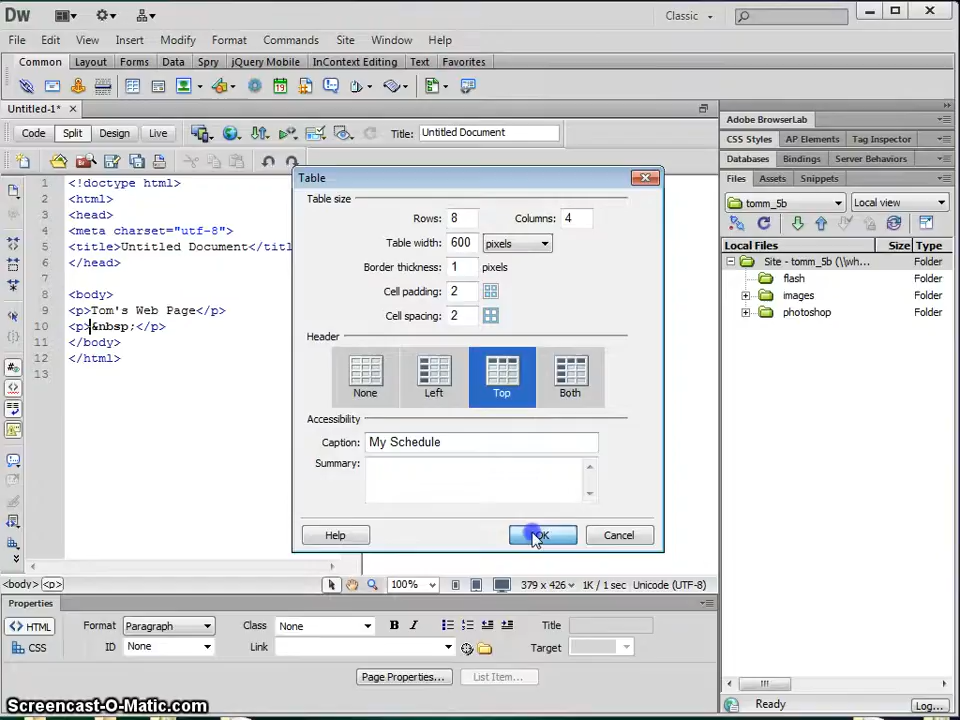 Dw Classic
File Edit View Insert Modify Format Commands Site Window Help
Common Layout Forms Data Spry jQuery Mobile InContext Editing Text Favorites
Untitled-1* ×
Code Split Design Live Title: Untitled Document
1 <!doctype html>
2 <html>
3 <head>
4 <meta charset="utf-8">
5 <title>Untitled Document</title
6 </head>
7
8 <body>
9 <p>Tom's Web Page</p>
10 <p>&nbsp;</p>
11 </body>
12 </html>
13
Table
Table size
Rows: 8 Columns: 4
Table width: 600 pixels
Border thickness: 1 pixels
Cell padding: 2
Cell spacing: 2
Header
None Left Top Both
Accessibility
Caption: My Schedule
Summary:
Help OK Cancel
Adobe BrowserLab
CSS Styles AP Elements Tag Inspector
Databases Bindings Server Behaviors
Files Assets Snippets
tomm_5b Local view
Local Files Size Type
Site - tomm_5b (\\wh... Folder
flash Folder
images Folder
photoshop Folder
<body> <p> 100% 379 x 426 1K / 1 sec Unicode (UTF-8)
Properties
HTML Format Paragraph Class None B I Title
CSS ID None Link Target
Page Properties... List Item...
Ready Log...
Screencast-O-Matic.com